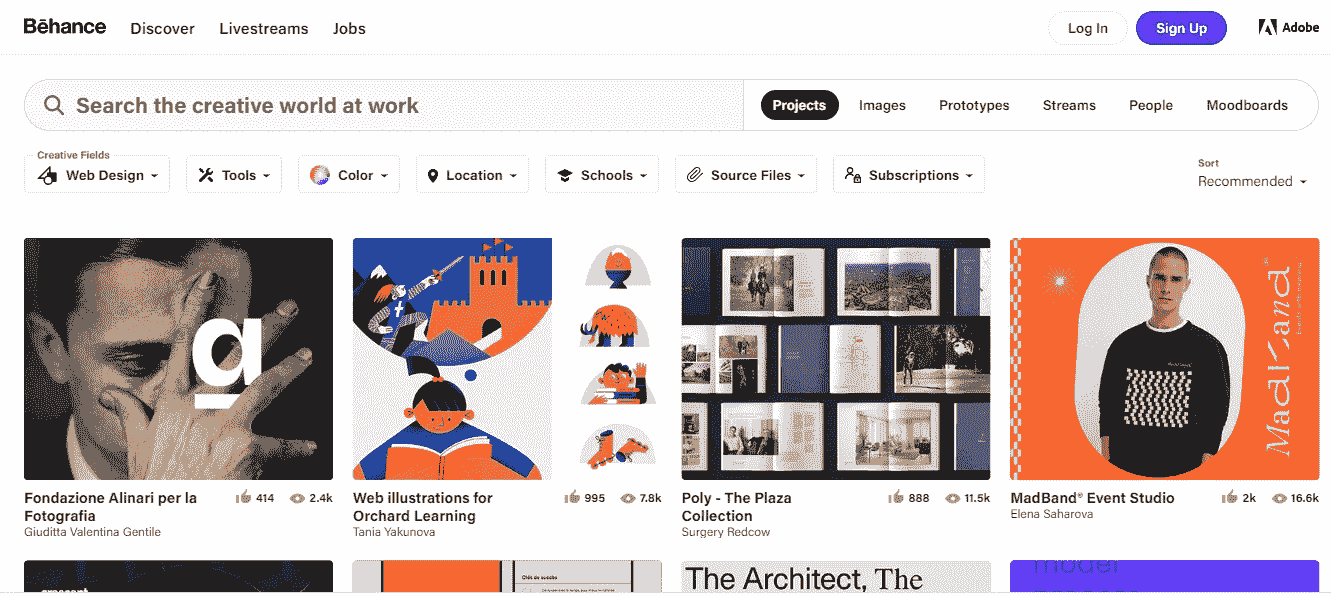 Bēhance Discover Livestreams Jobs Log In Sign Up Adobe
Search the creative world at work Projects Images Prototypes Streams People Moodboards
Creative Fields
Web Design Tools Color Location Schools Source Files Subscriptions
Sort
Recommended
a
MadBand®
Fondazione Alinari per la Fotografia
414 2.4k
Giuditta Valentina Gentile
Web illustrations for Orchard Learning
995 7.8k
Tania Yakunova
Poly - The Plaza Collection
888 11.5k
Surgery Redcow
MadBand® Event Studio
2k 16.6k
Elena Saharova
The Architect, The
model